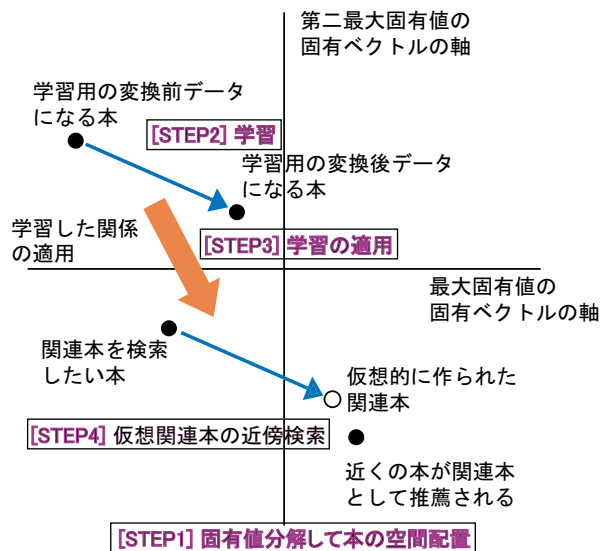 第二最大固有値の
固有ベクトルの軸
学習用の変換前データ
になる本
[STEP2] 学習
学習用の変換後データ
になる本
学習した関係
の適用
[STEP3] 学習の適用
最大固有値の
固有ベクトルの軸
関連本を検索
したい本
仮想的に作られた
関連本
[STEP4] 仮想関連本の近傍検索
近くの本が関連本
として推薦される
[STEP1] 固有値分解して本の空間配置